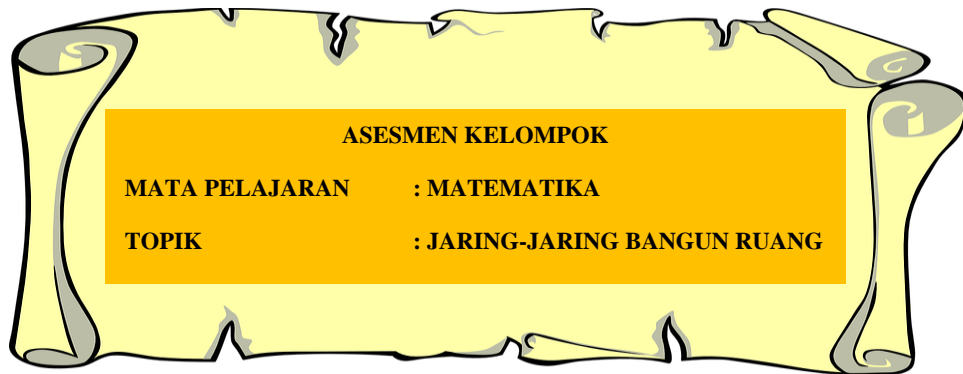 ASESMEN KELOMPOK
MATA PELAJARAN : MATEMATIKA
TOPIK : JARING-JARING BANGUN RUANG